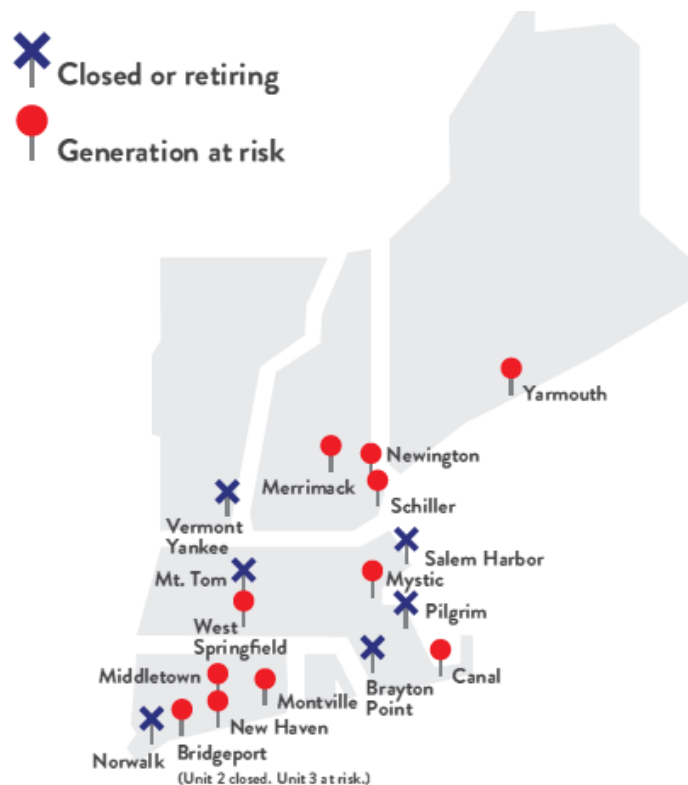 Closed or retiring
Generation at risk
Yarmouth
Newington
Merrimack
Schiller
Vermont
Yankee
Salem Harbor
Mt. Tom
Mystic
Pilgrim
West
Springfield
Middletown
Canal
Brayton
Point
Montville
New Haven
Norwalk
Bridgeport
(Unit 2 closed. Unit 3 at risk.)